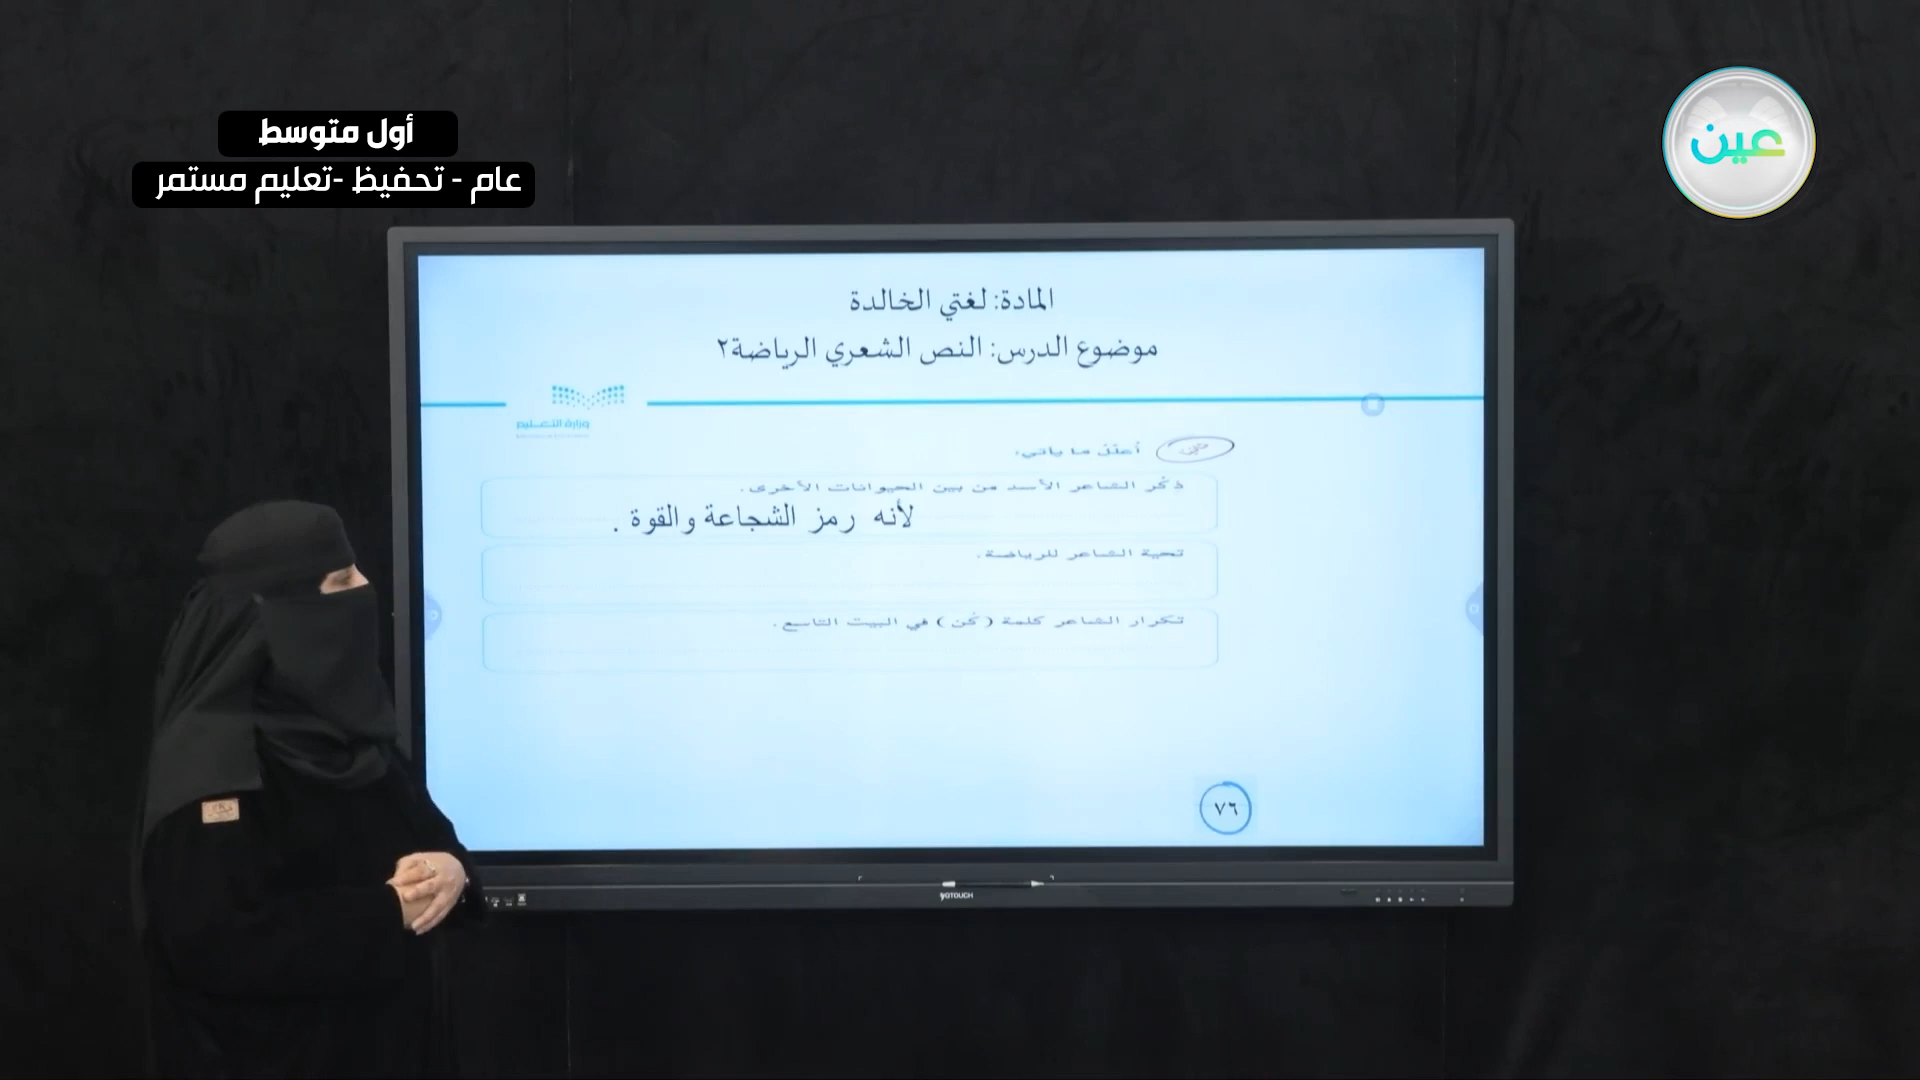 أول متوسط
عام - تحفيظ -تعليم مستمر
عين
المادة: لغتي الخالدة
موضوع الدرس: النص الشعري الرياضة٢
وزارة التعليم
أعلل ما يأتي:
ذكر الشاعر الأسد من بين الحيوانات الأخرى.
لأنه رمز الشجاعة والقوة .
تحية الشاعر للرياضة.
تكرار الشاعر كلمة (كن) في البيت التاسع.
٧٦
YOTOUCH